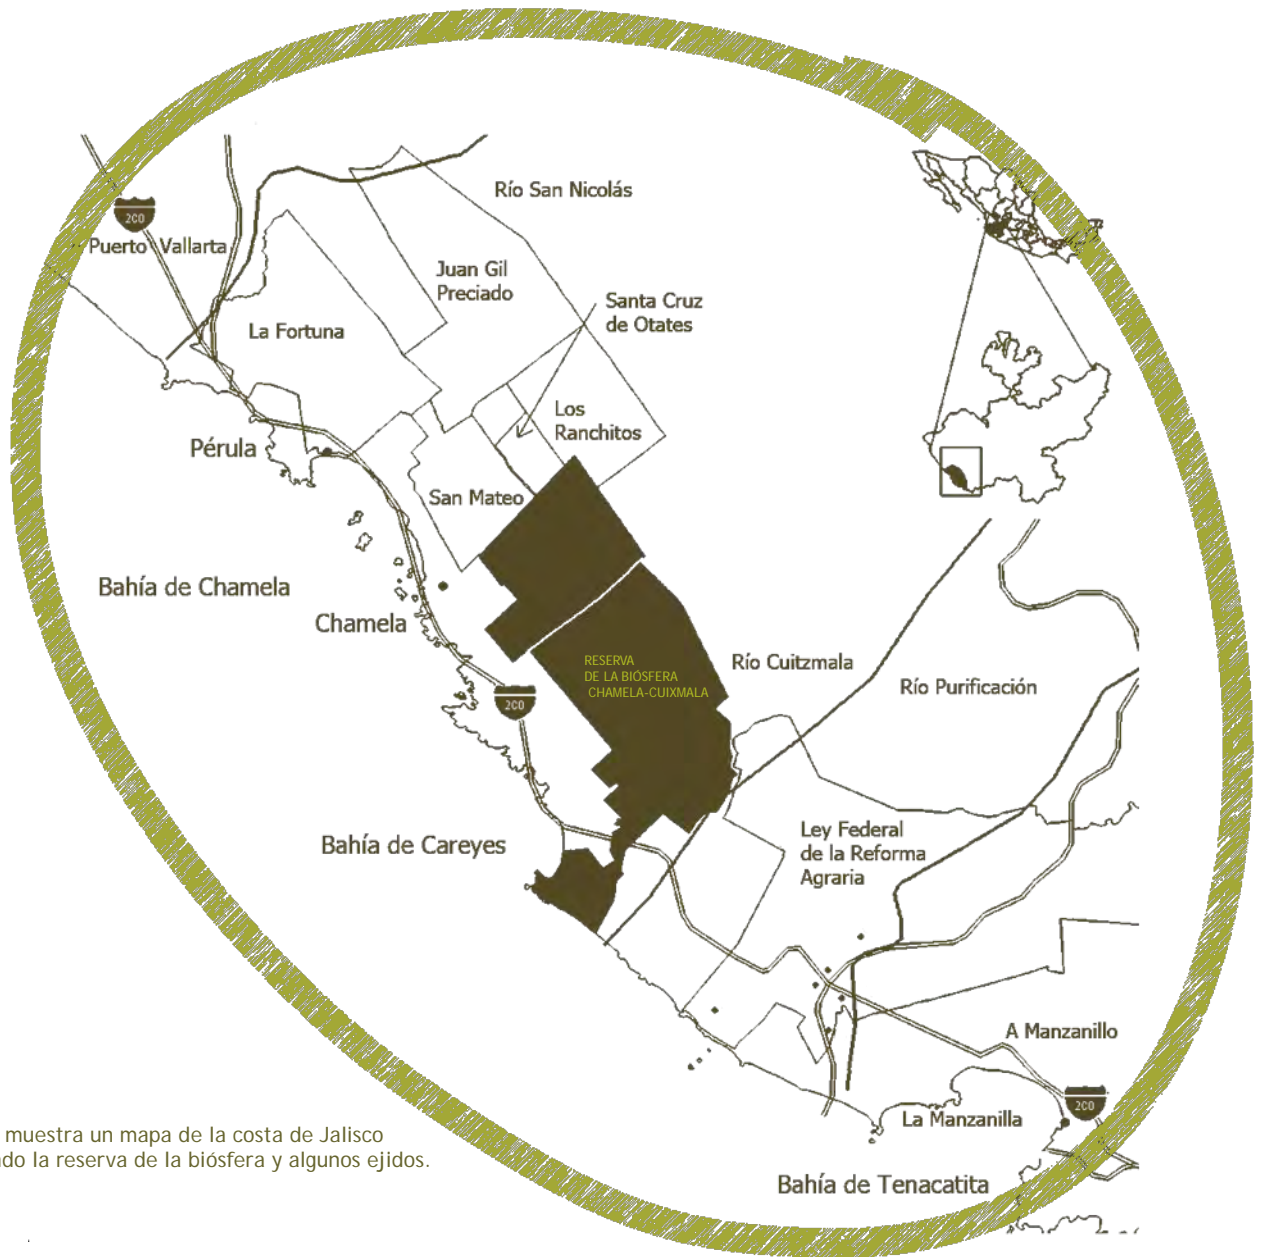 Río San Nicolás
200
Puerto Vallarta
Juan Gil
Preciado
Santa Cruz
de Otates
La Fortuna
Los
Ranchitos
Pérula
San Mateo
Bahía de Chamela
Chamela
RESERVA
DE LA BIÓSFERA
CHAMELA-CUIXMALA
Río Cuitzmala
Río Purificación
200
Bahía de Careyes
Ley Federal
de la Reforma
Agraria
A Manzanillo
200
La Manzanilla
muestra un mapa de la costa de Jalisco
la reserva de la biósfera y algunos ejidos.
Bahía de Tenacatita